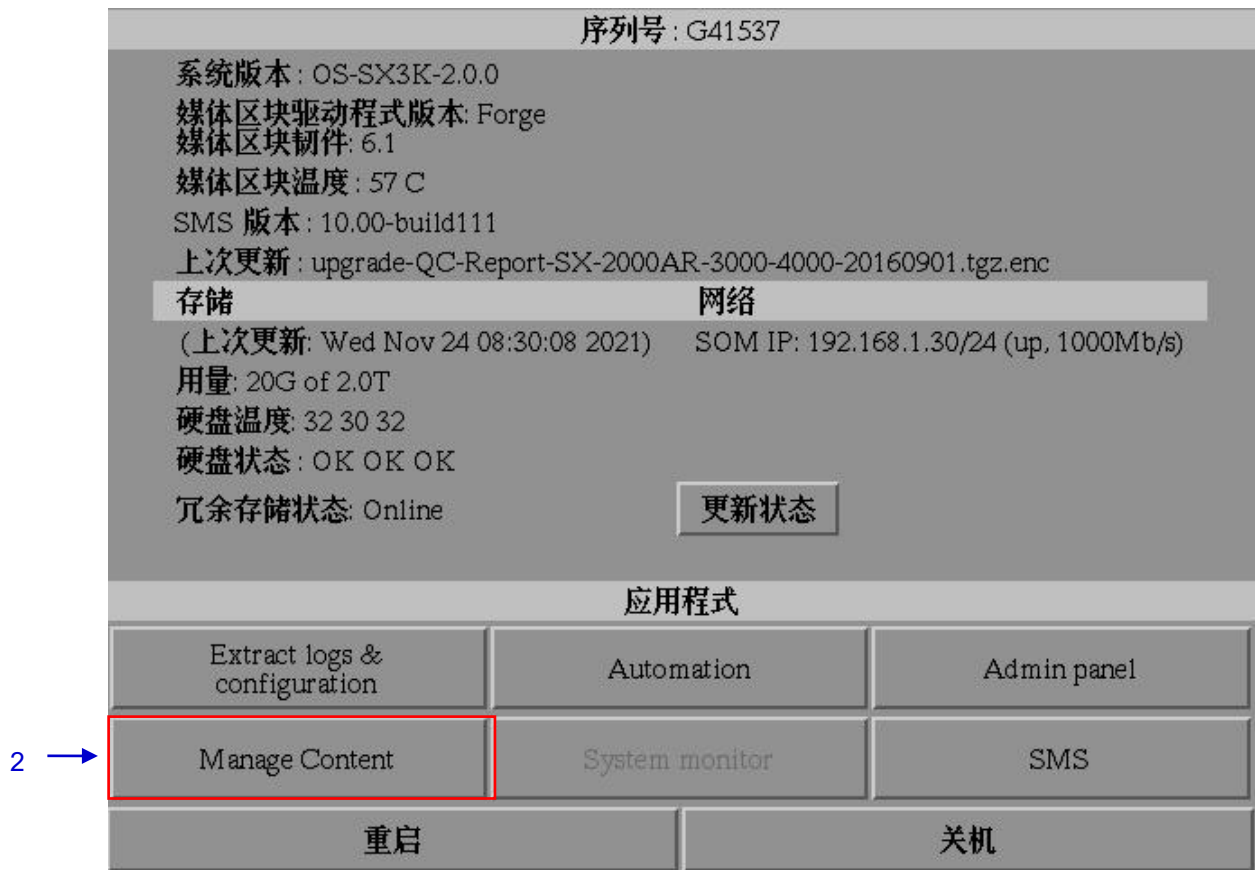 序列号 : G41537
系统版本 : OS-SX3K-2.0.0
媒体区块驱动程式版本: Forge
媒体区块韧件: 6.1
媒体区块温度 : 57 C
SMS 版本 : 10.00-build111
上次更新 : upgrade-QC-Report-SX-2000AR-3000-4000-20160901.tgz.enc
存储 网络
(上次更新: Wed Nov 24 08:30:08 2021) SOM IP: 192.168.1.30/24 (up, 1000Mb/s)
用量: 20G of 2.0T
硬盘温度: 32 30 32
硬盘状态 : OK OK OK
冗余存储状态: Online 更新状态
应用程式
Extract logs &
configuration
Automation
Admin panel
2
Manage Content
System monitor
SMS
重启 关机